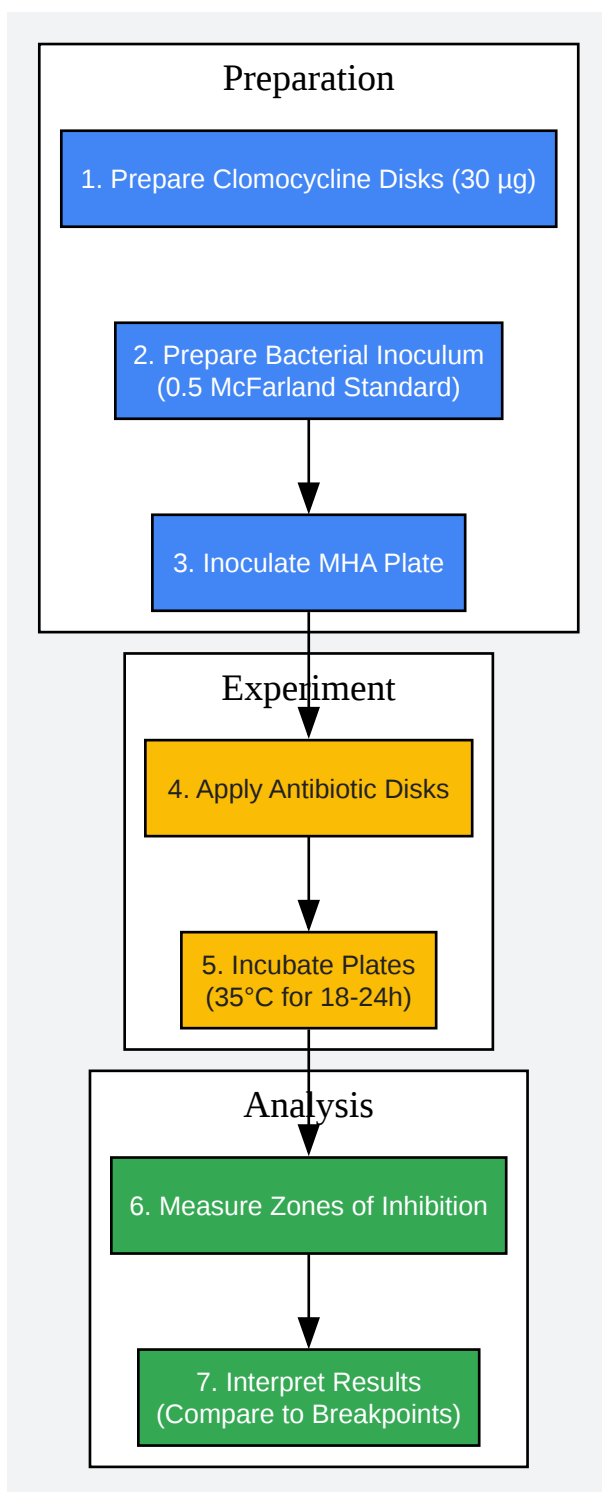 Preparation
1. Prepare Clomocycline Disks (30 µg)
2. Prepare Bacterial Inoculum
(0.5 McFarland Standard)
3. Inoculate MHA Plate
Experiment
4. Apply Antibiotic Disks
5. Incubate Plates
(35°C for 18-24h)
Analysis
6. Measure Zones of Inhibition
7. Interpret Results
(Compare to Breakpoints)